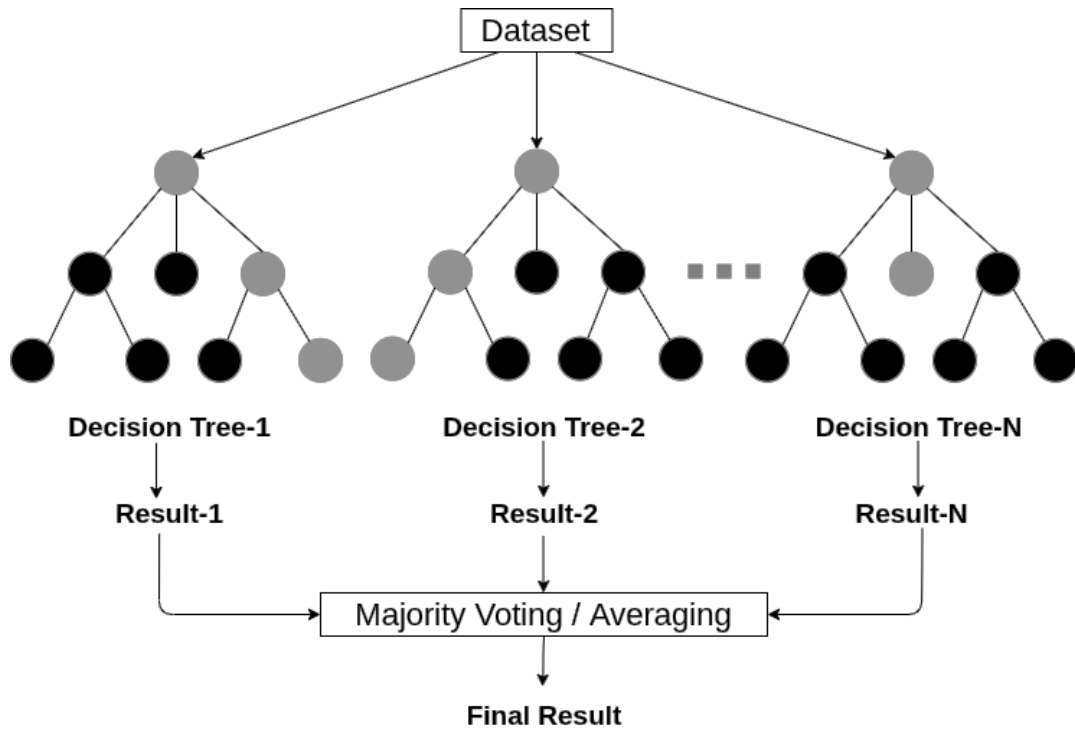 Dataset
Decision Tree-1
Decision Tree-2
Decision Tree-N
Result-1
Result-2
Result-N
Majority Voting / Averaging
Final Result